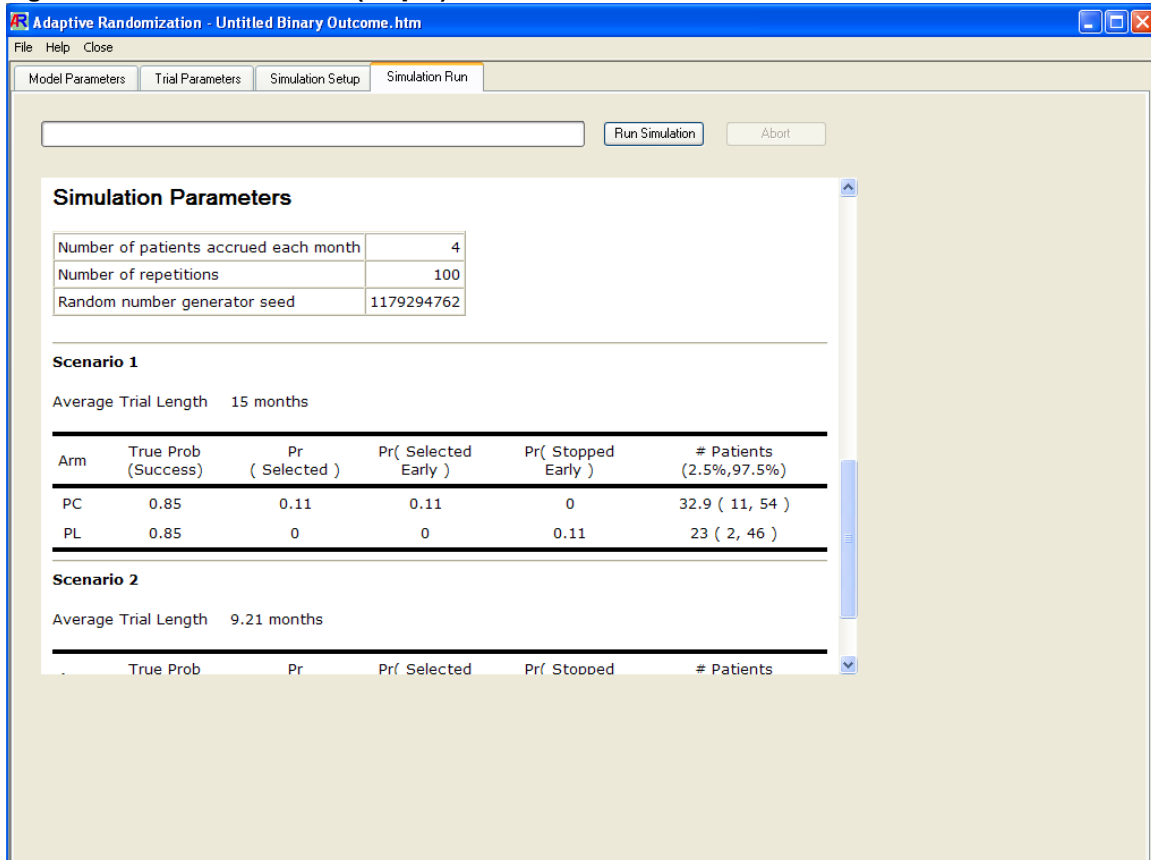 Adaptive Randomization - Untitled Binary Outcome.htm
File Help Close
Model Parameters Trial Parameters Simulation Setup Simulation Run
Run Simulation Abort
Simulation Parameters
Number of patients accrued each month 4
Number of repetitions 100
Random number generator seed 1179294762
Scenario 1
Average Trial Length 15 months
Arm True Prob (Success) Pr ( Selected ) Pr( Selected Early ) Pr( Stopped Early ) # Patients (2.5%,97.5%)
PC 0.85 0.11 0.11 0 32.9 ( 11, 54 )
PL 0.85 0 0 0.11 23 ( 2, 46 )
Scenario 2
Average Trial Length 9.21 months
True Prob Pr Pr( Selected Pr( Stopped # Patients